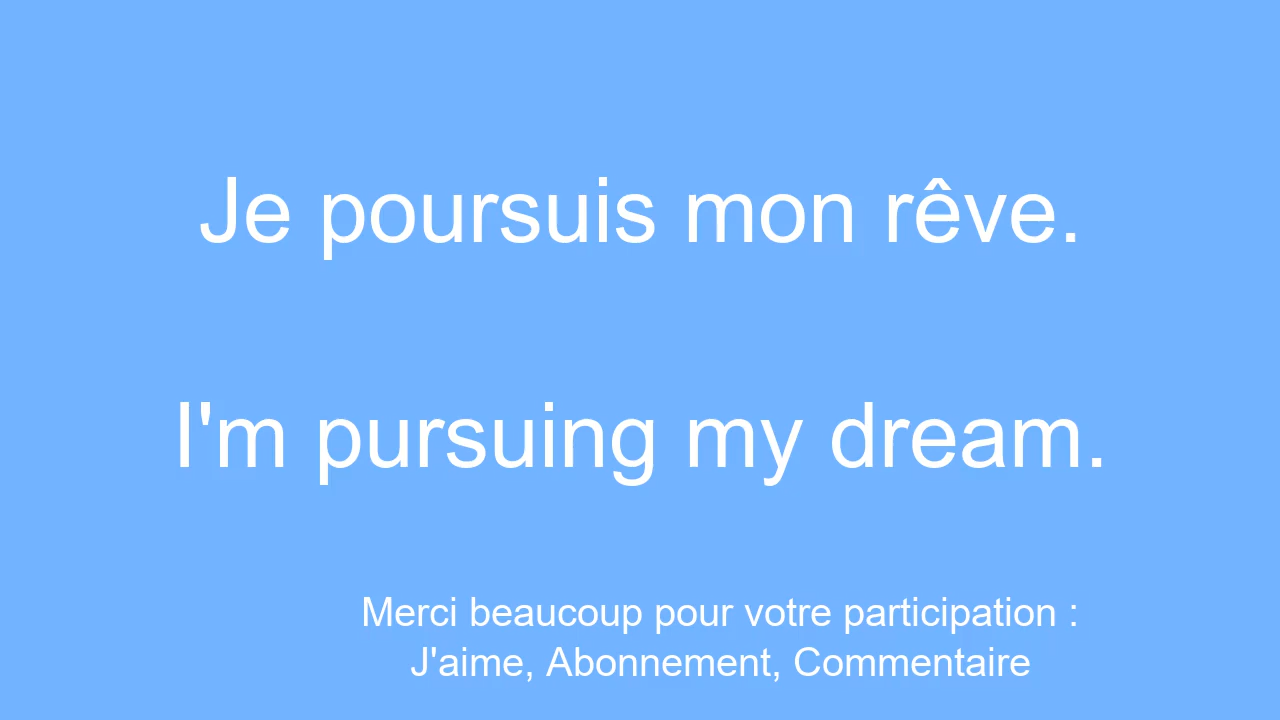 Je poursuis mon rêve.
I'm pursuing my dream.
Merci beaucoup pour votre participation :
J'aime, Abonnement, Commentaire